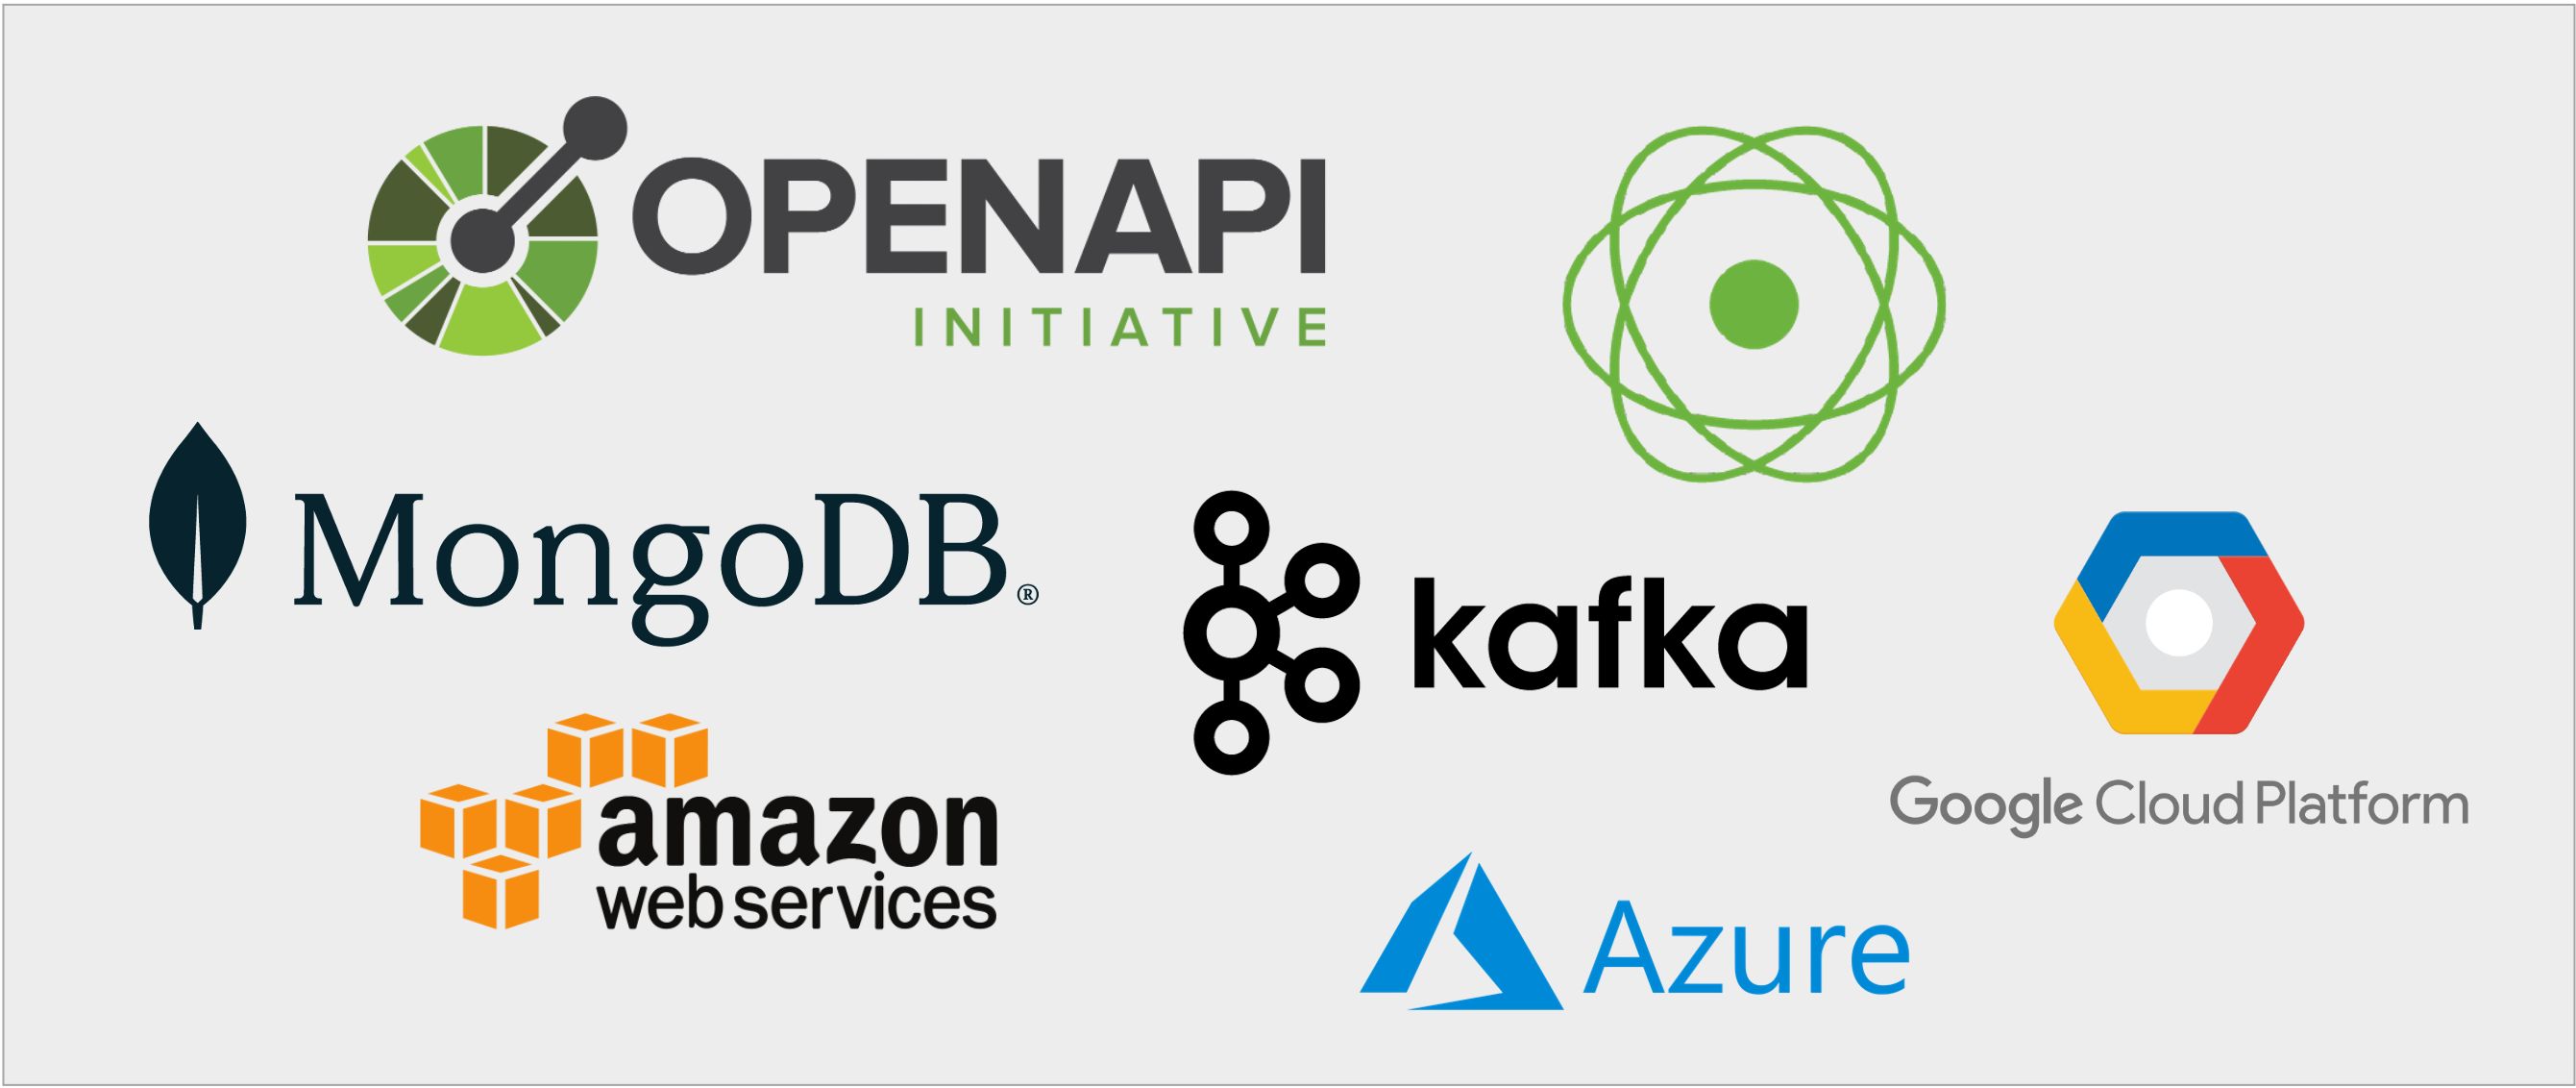 OPENAPI
INITIATIVE
MongoDB®
kafka
amazon
web services
Google Cloud Platform
Azure